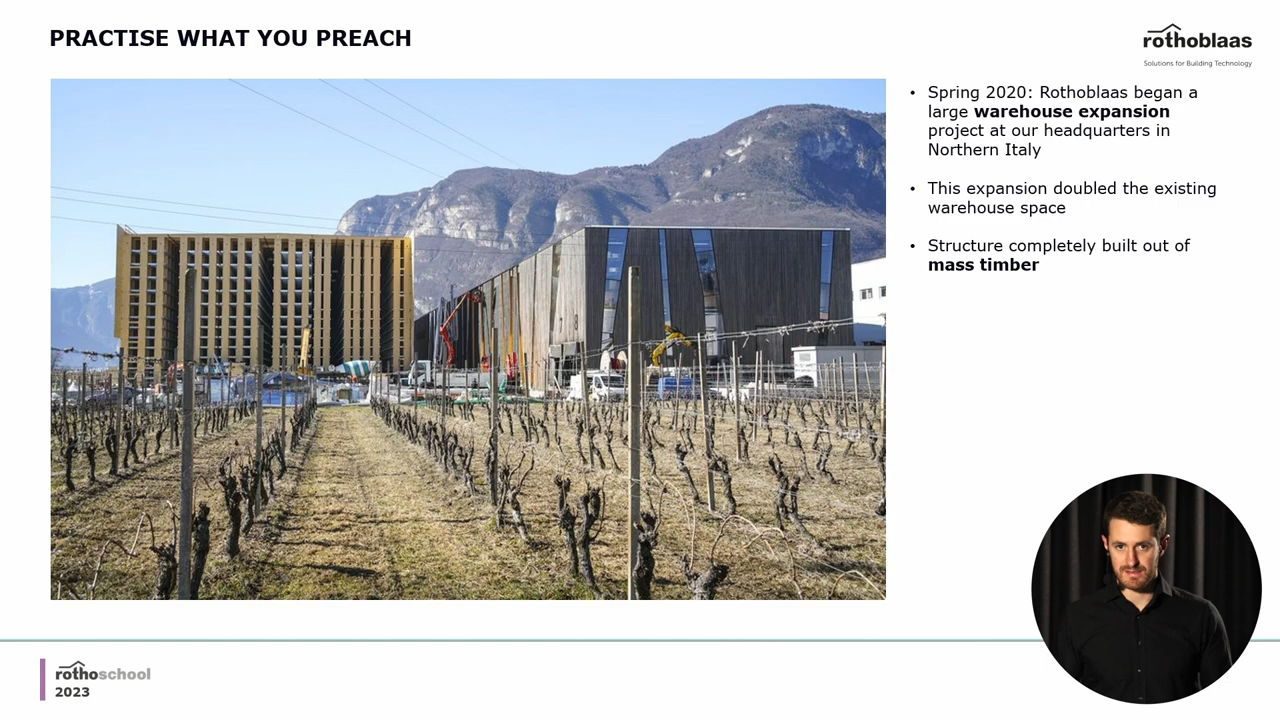 PRACTISE WHAT YOU PREACH
rothoblaas
Solutions for Building Technology
• Spring 2020: Rothoblaas began a
large warehouse expansion
project at our headquarters in
Northern Italy
• This expansion doubled the existing
warehouse space
• Structure completely built out of
mass timber
rothoschool
2023